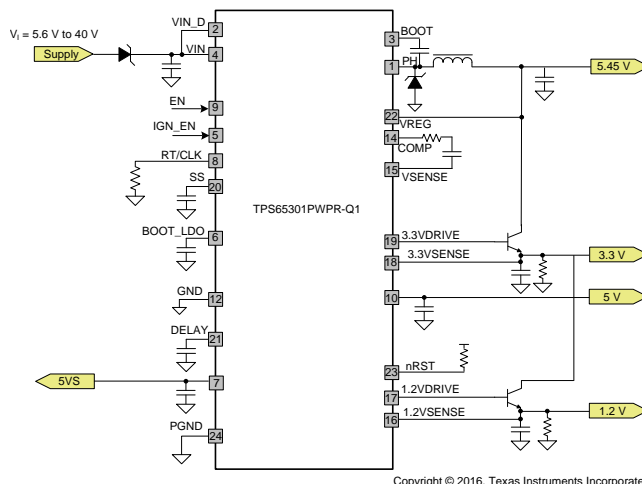 VI = 5.6 V to 40 V
Supply
VIN_D
2
VIN
4
EN
9
IGN_EN
5
RT/CLK
8
SS
20
BOOT_LDO
6
GND
12
DELAY
21
5VS
7
PGND
24
TPS65301PWPR-Q1
3
BOOT
1
PH
5.45 V
22
VREG
14
COMP
15
VSENSE
19
3.3VDRIVE
18
3.3VSENSE
3.3 V
10
5 V
23
nRST
17
1.2VDRIVE
16
1.2VSENSE
1.2 V
Copyright © 2016, Texas Instruments Incorporate